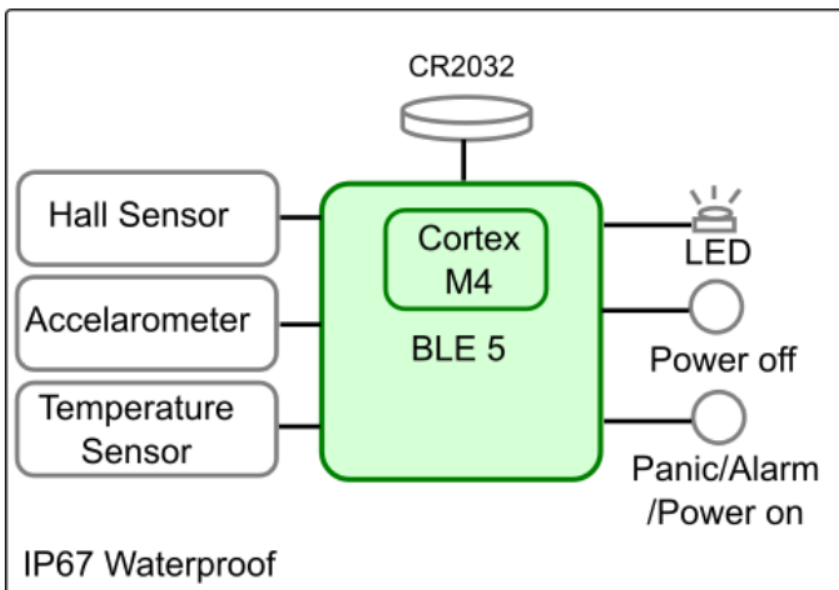 CR2032
Hall Sensor
Accelarometer
Temperature
Sensor
Cortex
M4
BLE 5
LED
Power off
Panic/Alarm
/Power on
IP67 Waterproof